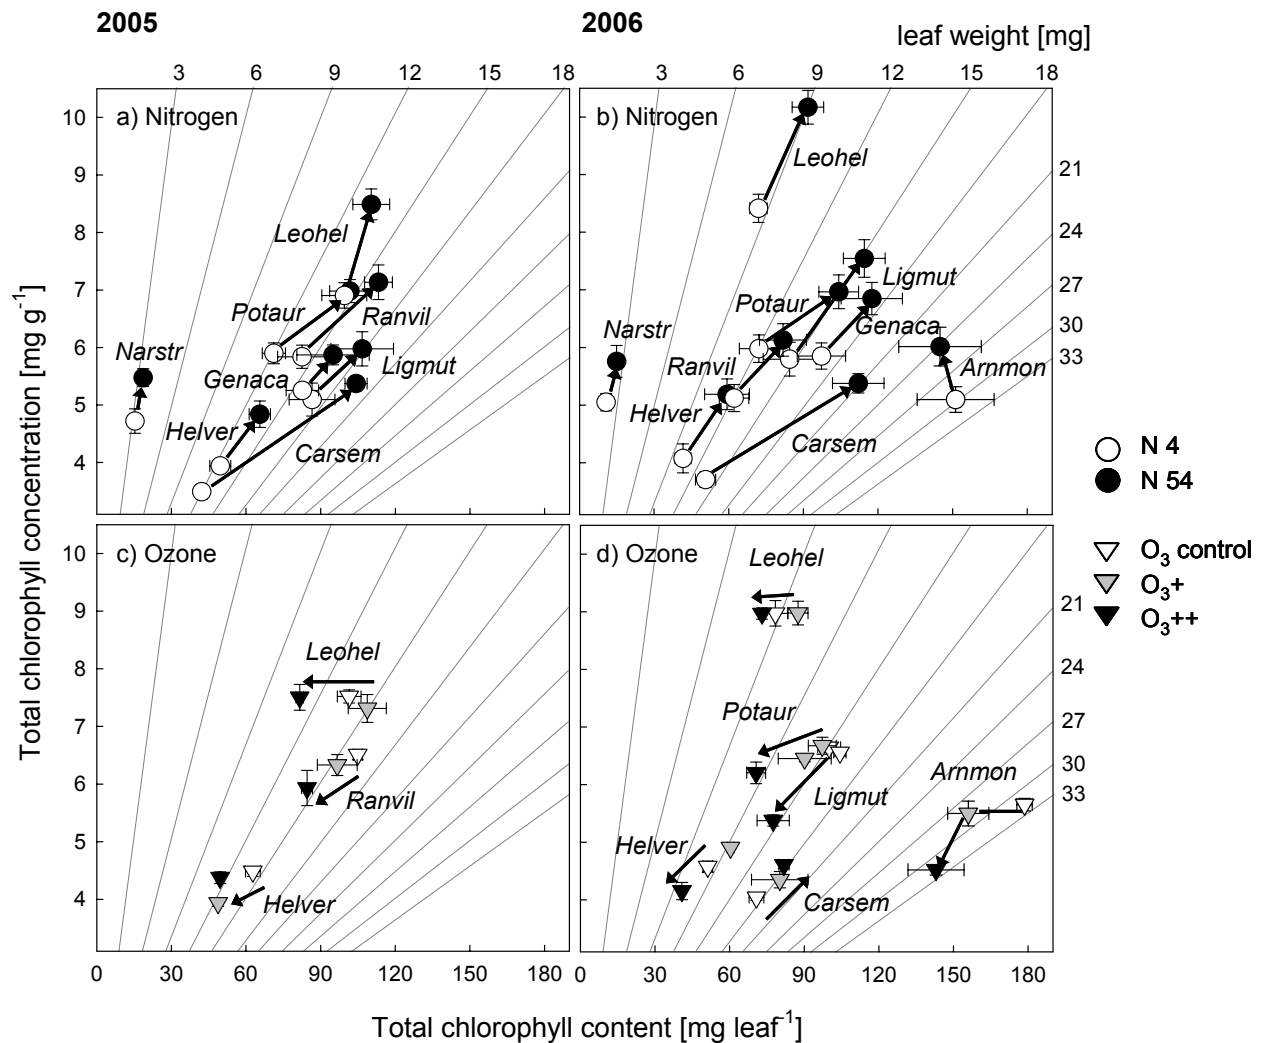 2005
2006
leaf weight [mg]
3 6 9 12 15 18
3 6 9 14 15 18
a) Nitrogen
b) Nitrogen
10
9
8
7
6
5
4
Leohel
Potaur
Ranvil
Narstr
Genaca
Ligmut
Helver
Carsem
Leohel
Ligmut
Potaur
Genaca
Narstr
Ranvil
Arnmon
Helver
Carsem
21
24
27
30
33
N 4
N 54
c) Ozone
d) Ozone
10
9
8
7
6
5
4
Leohel
Ranvil
Helver
Leohel
Potaur
Arnmon
Ligmut
Helver
Carsem
21
24
27
30
33
O3 control
O3+
O3++
0 30 60 90 120 150 180
0 30 60 90 120 150 180
Total chlorophyll concentration [mg g-1]
Total chlorophyll content [mg leaf-1]